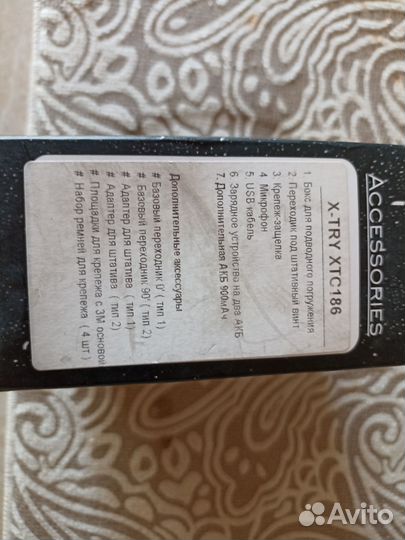 ACCESSORIES
X-TRY XTC186
1 Бокс для подводного погружения
2 Переходник под штативный винт
3 Крепеж-защелка
4 Микрофон
5 USB кабель
6 Зарядное устройство на два АКБ
7. Дополнительная АКБ 900мАч
Дополнительные аксессуары
# Базовый переходник 0° ( тип 1)
# Базовый переходник 90° ( тип 2)
# Адаптер для штатива ( тип 1)
# Адаптер для штатива ( тип 2)
# Площадки для крепежа с 3М основой
# Набор ремней для крепежа ( 4 шт )
Avito